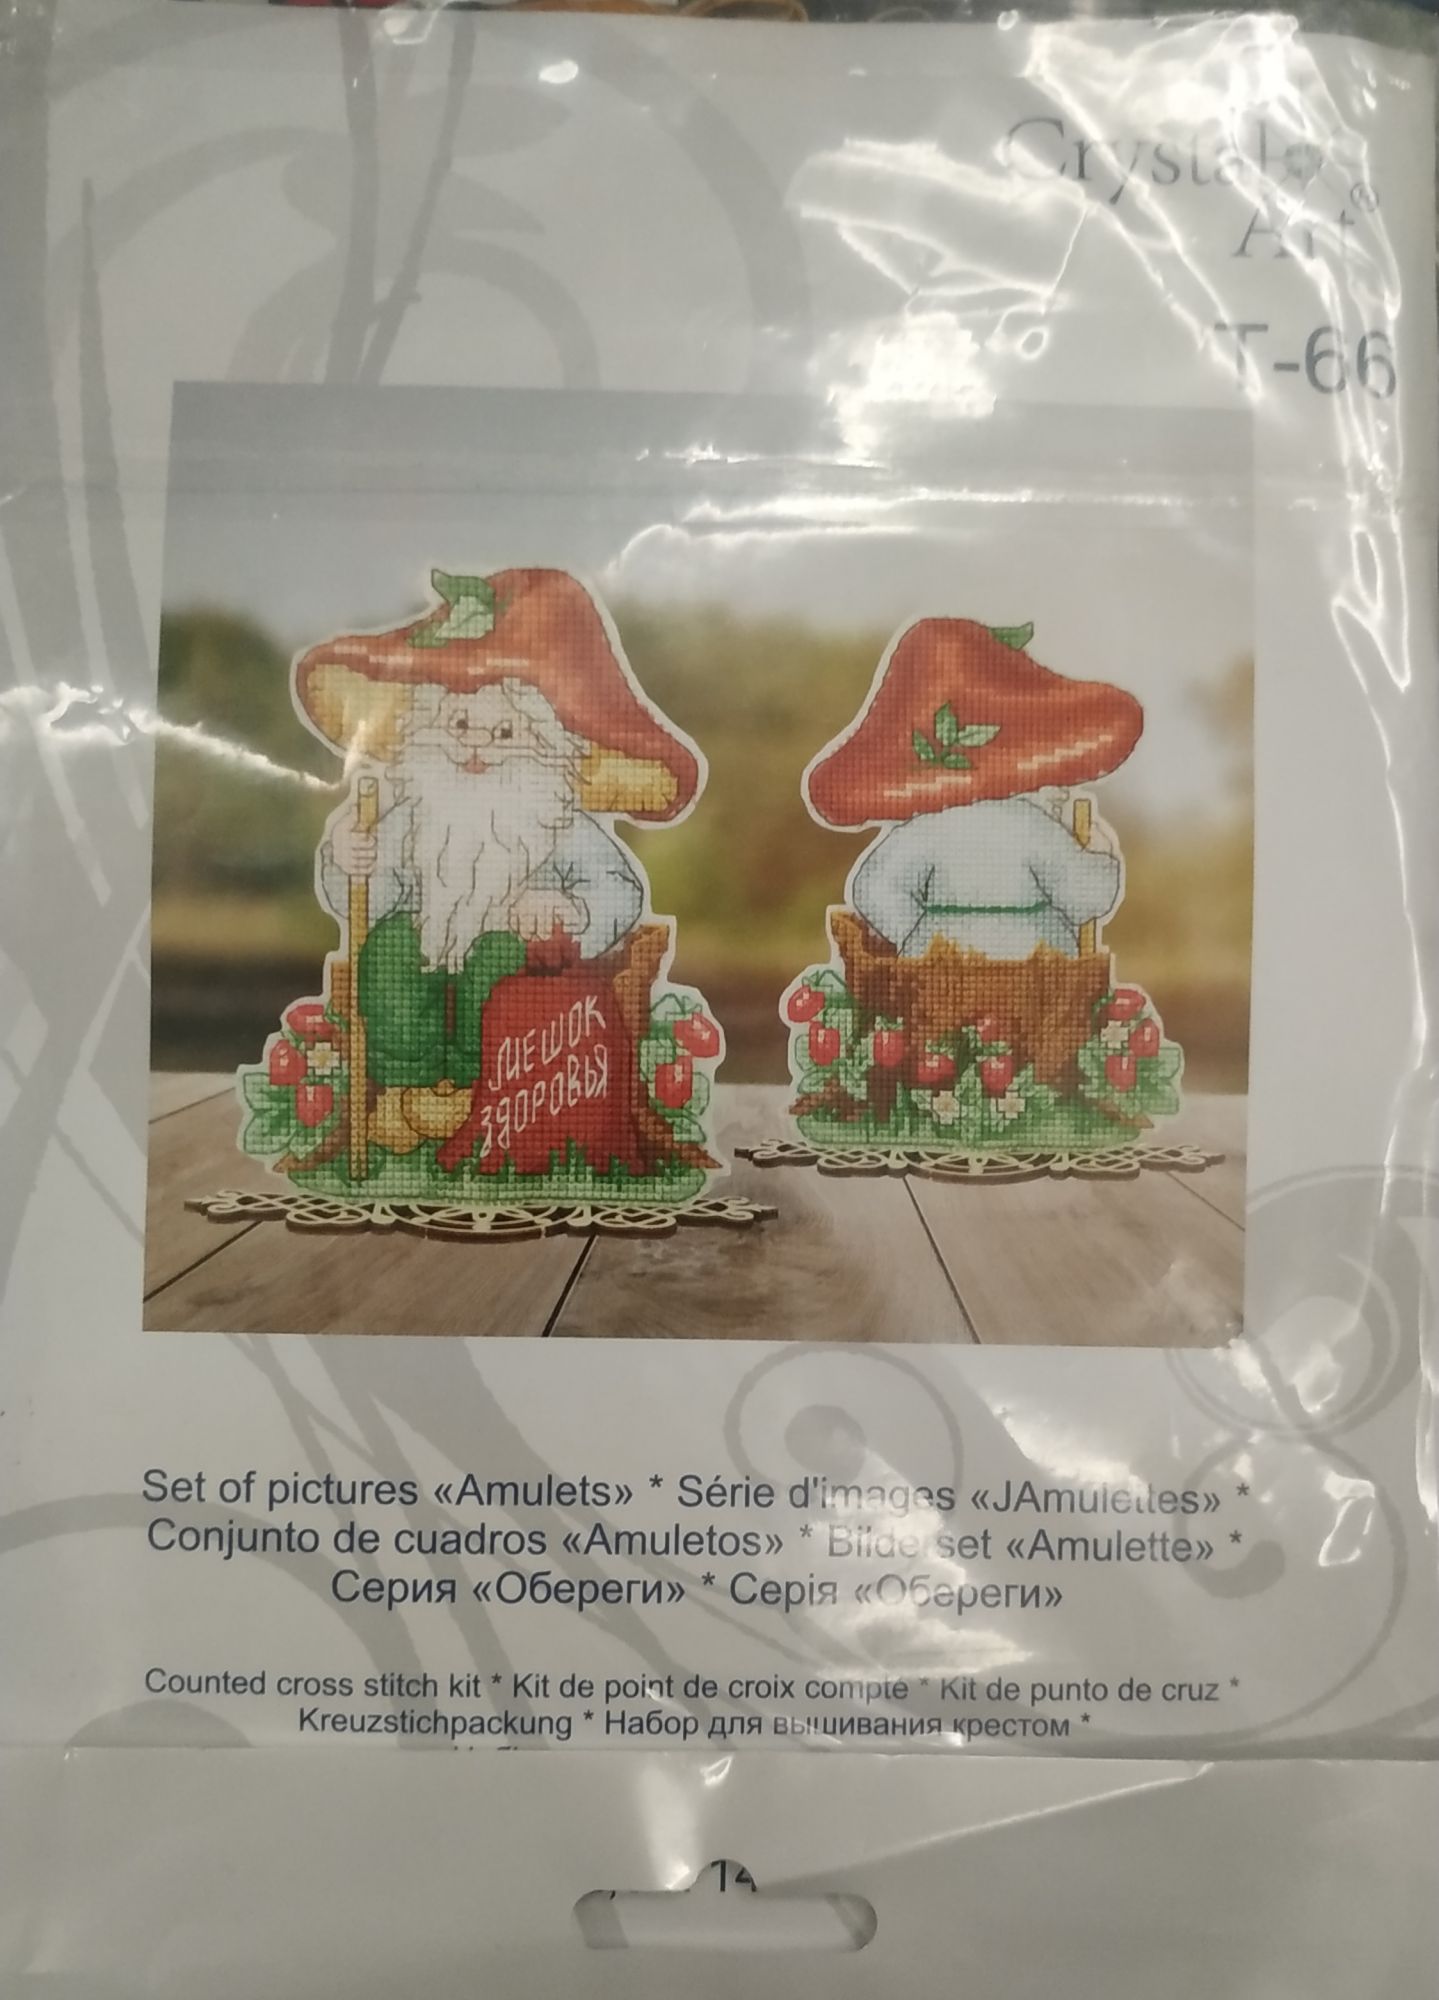 Crystal
Art®
T-66
МЕШОК
ЗДОРОВЬЯ
Set of pictures «Amulets» * Série d'images «JAmulettes» *
Conjunto de cuadros «Amuletos» * Bilderset «Amulette» *
Серия «Обереги» * Серія «Обереги»
Counted cross stitch kit * Kit de point de croix compté * Kit de punto de cruz *
Kreuzstichpackung * Набор для вышивания крестом *
14